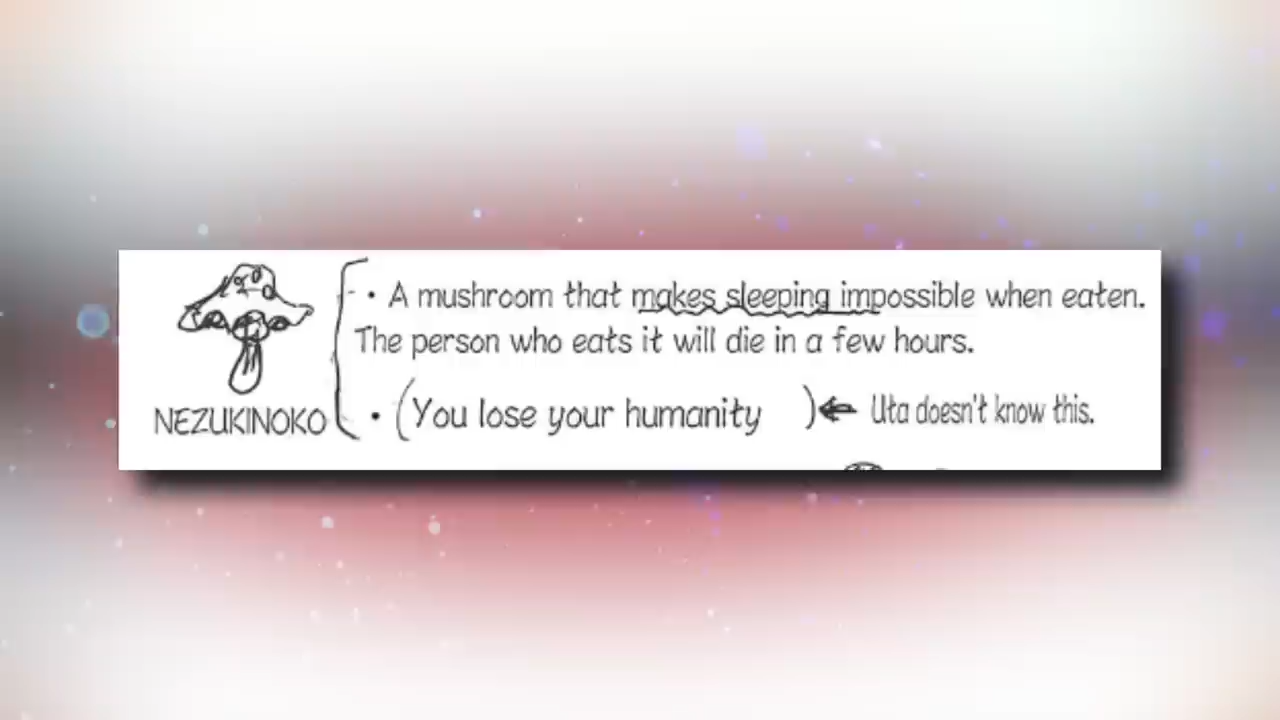 • A mushroom that makes sleeping impossible when eaten.
The person who eats it will die in a few hours.
NEZUKINOKO
• (You lose your humanity ) ← Uta doesn't know this.